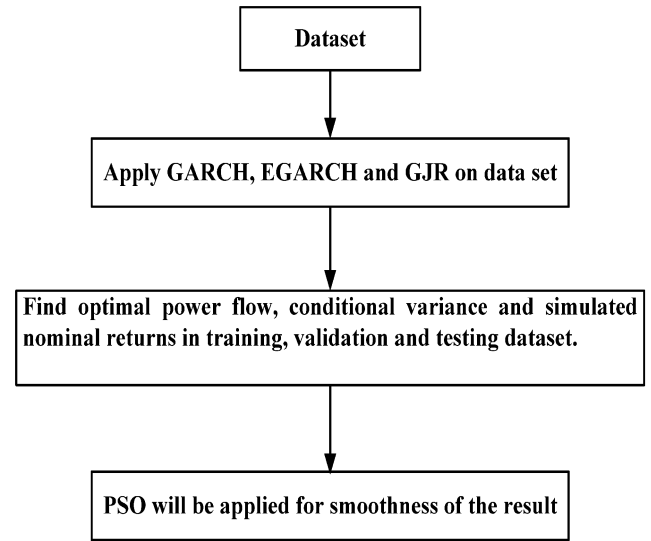 Dataset
Apply GARCH, EGARCH and GJR on data set
Find optimal power flow, conditional variance and simulated
nominal returns in training, validation and testing dataset.
PSO will be applied for smoothness of the result